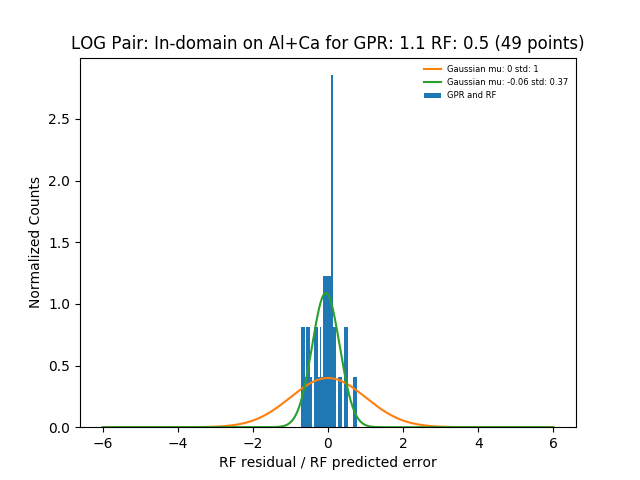 LOG Pair: In-domain on Al+Ca for GPR: 1.1 RF: 0.5 (49 points)
Gaussian mu: 0 std: 1
Gaussian mu: -0.06 std: 0.37
GPR and RF
Normalized Counts
2.5
2.0
1.5
1.0
0.5
0.0
−6 −4 −2 0 2 4 6
RF residual / RF predicted error